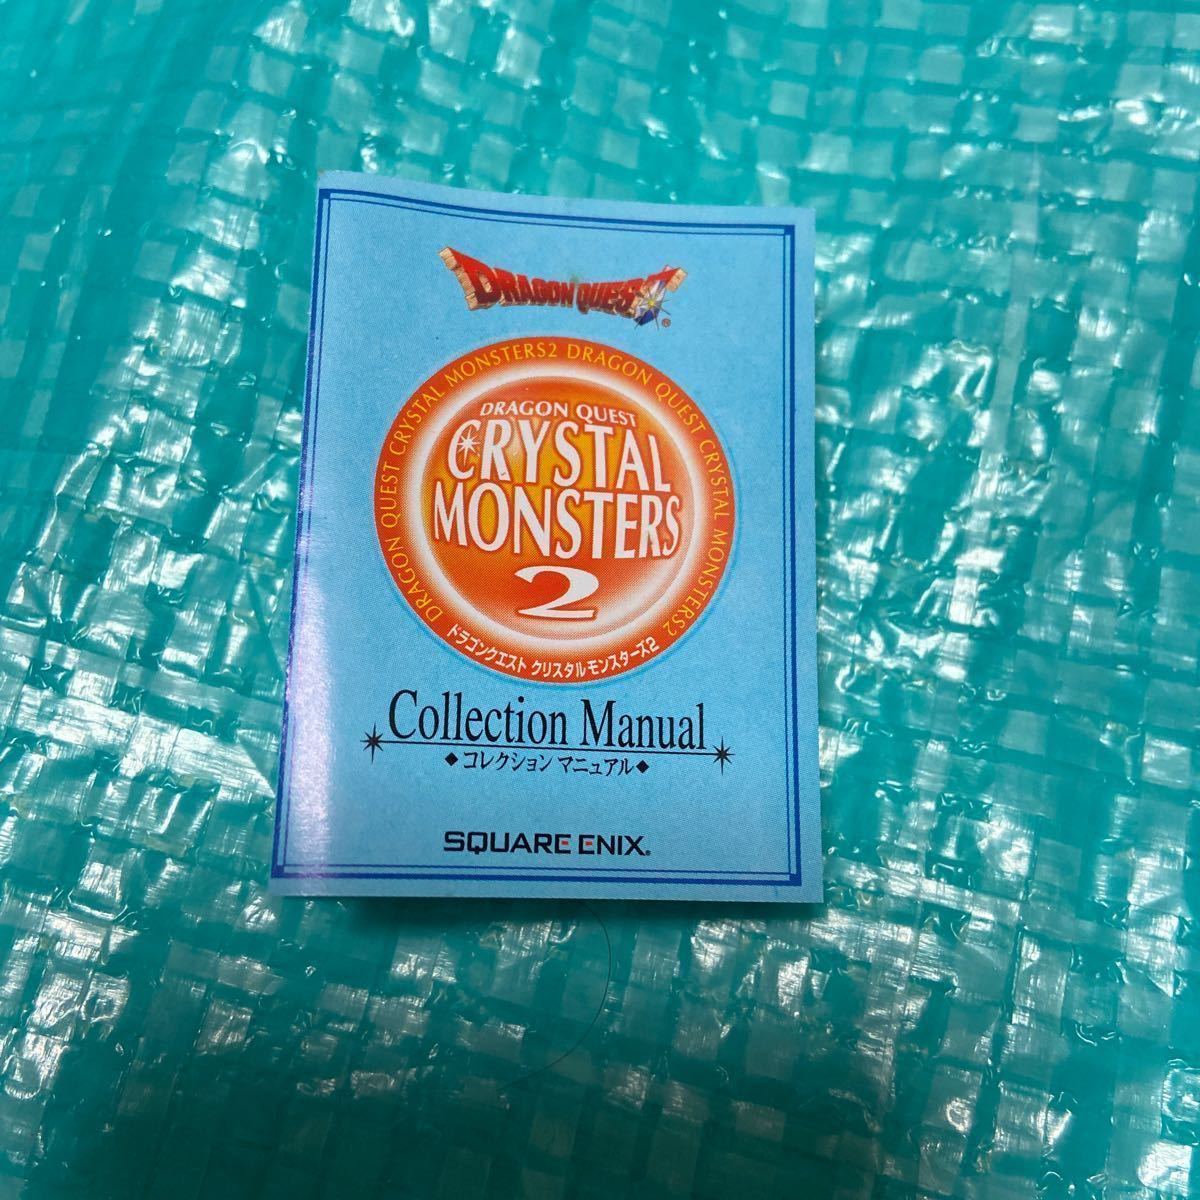 DRAGON QUEST®
DRAGON QUEST CRYSTAL MONSTERS2 DRAGON QUEST CRYSTAL MONSTERS2
DRAGON QUEST
CRYSTAL
MONSTERS
2
ドラゴンクエスト クリスタルモンスターズ2
Collection Manual
◆コレクション マニュアル◆
SQUARE ENIX®